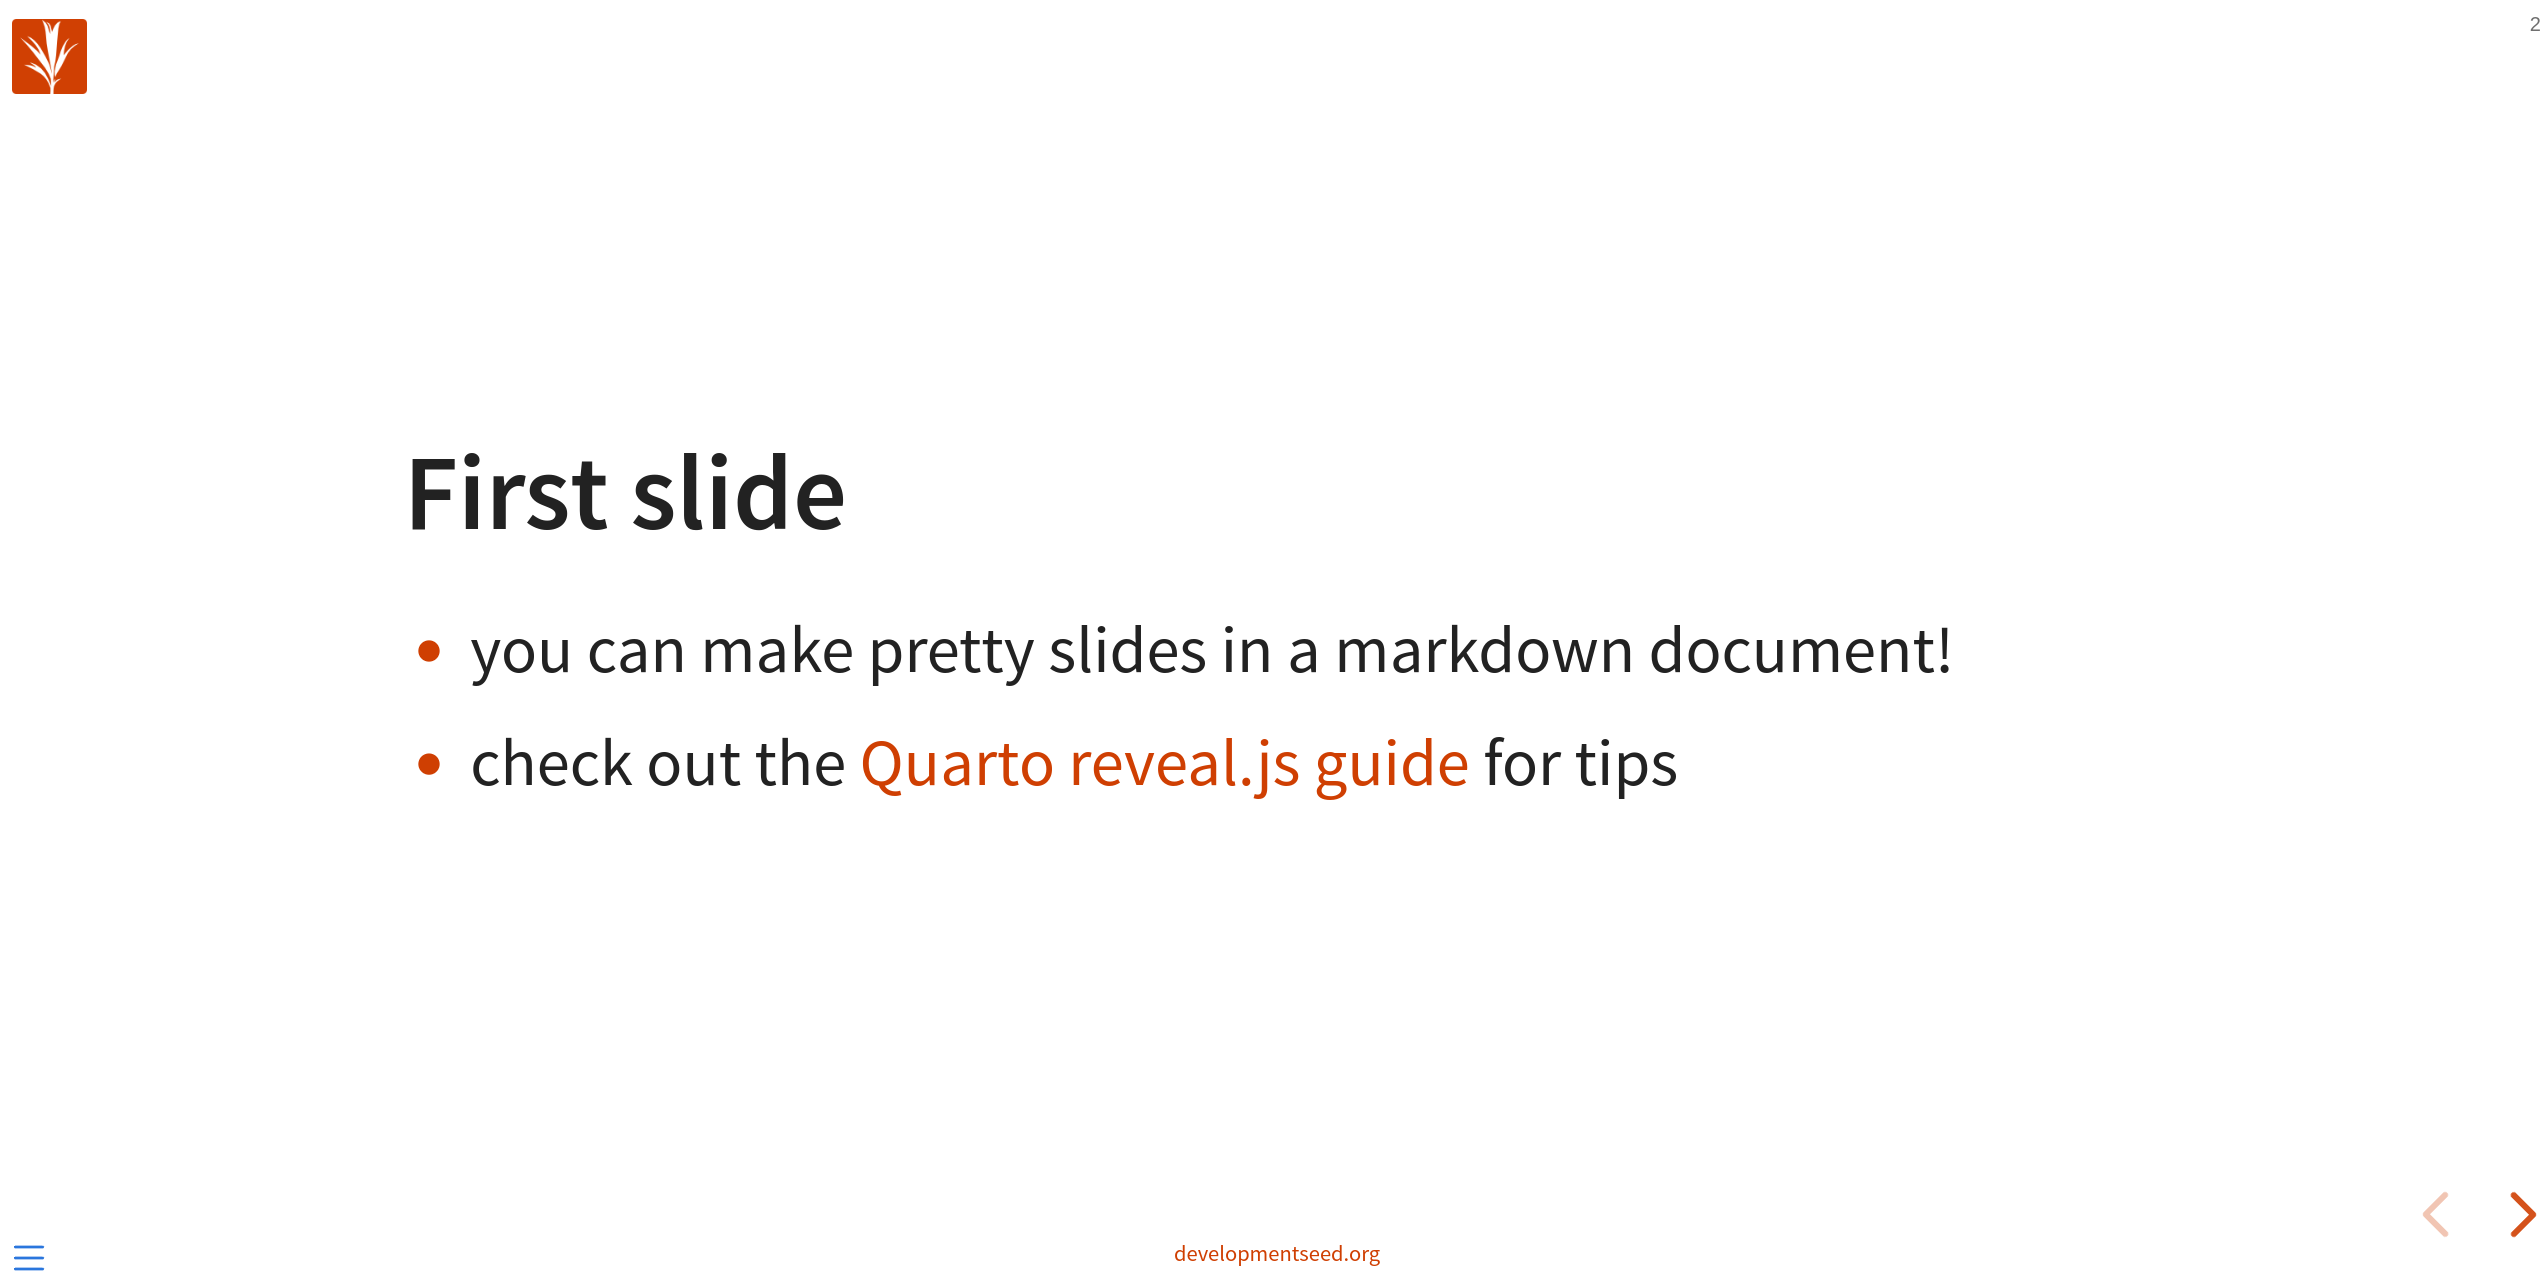 2
First slide
you can make pretty slides in a markdown document!
check out the Quarto reveal.js guide for tips
developmentseed.org